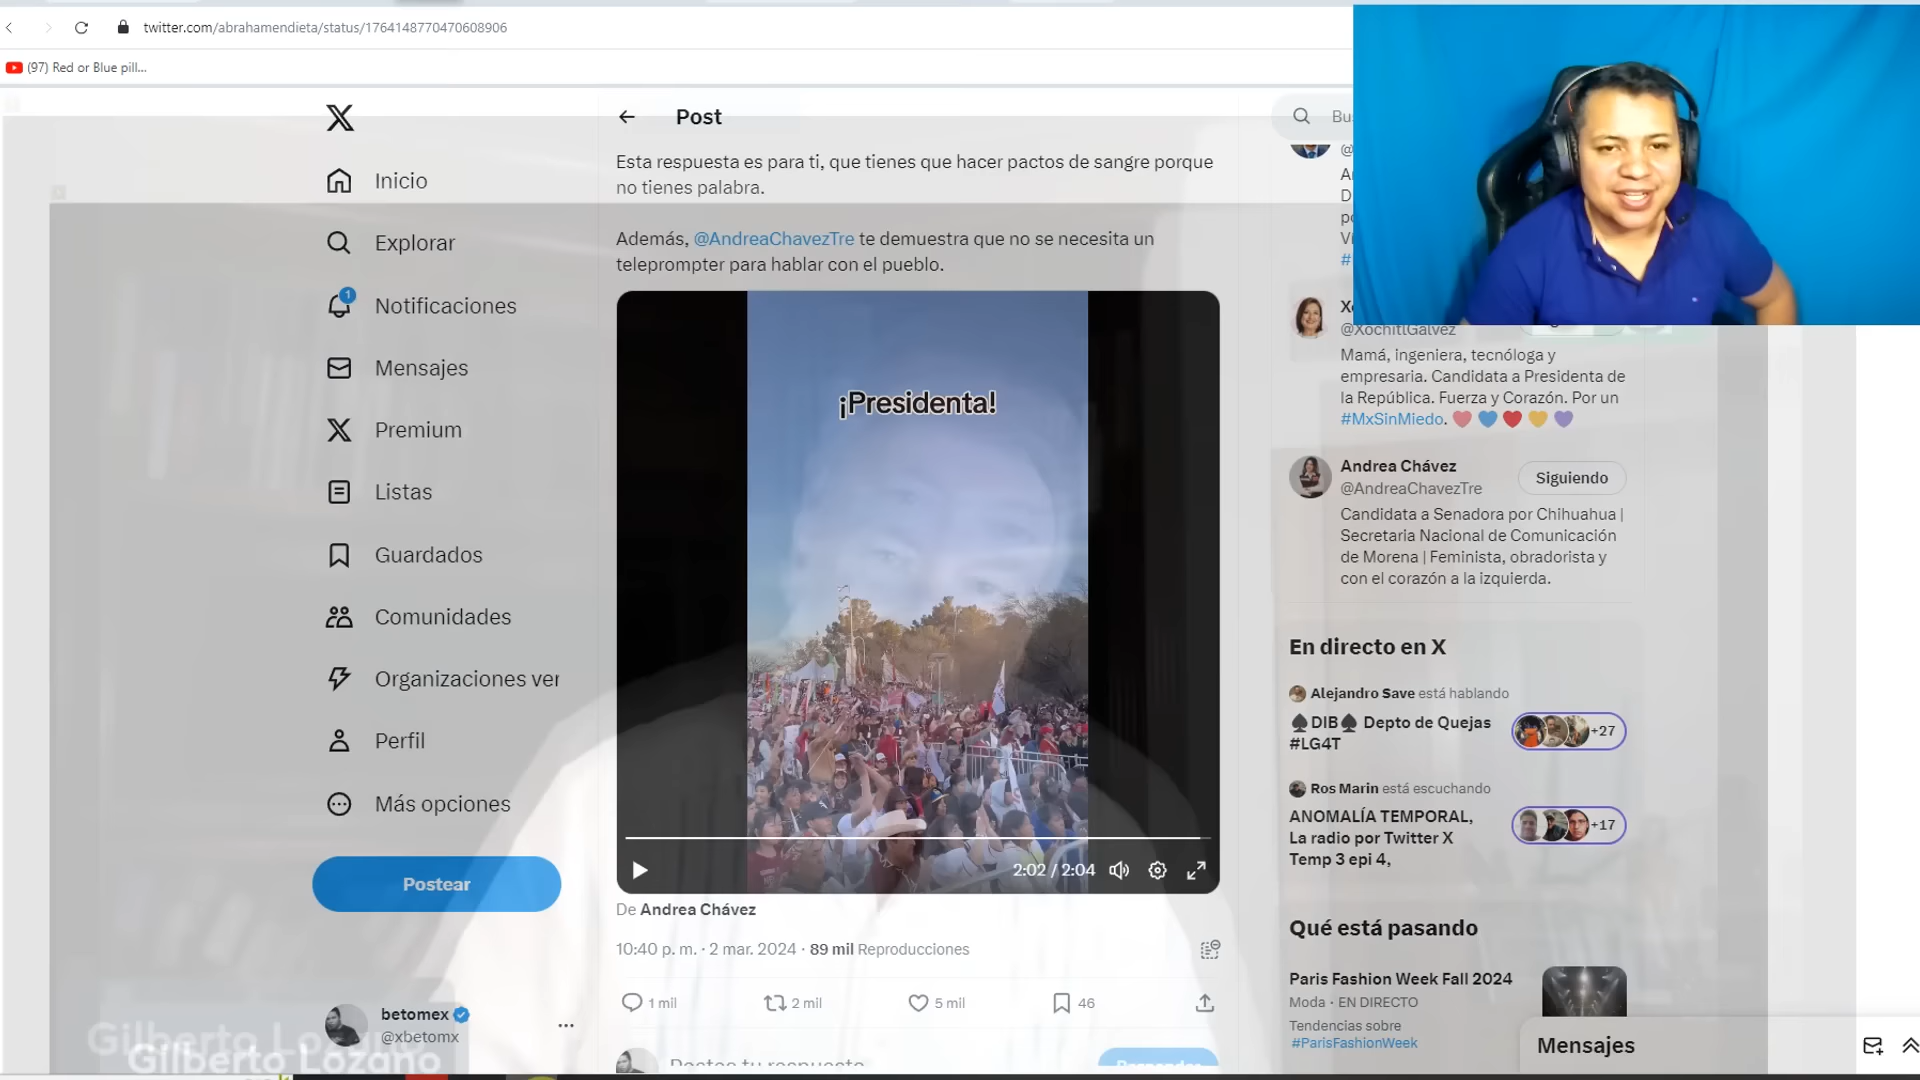 twitter.com/abrahamendieta/status/1764148770470608906
(97) Red or Blue pill...
Post
Inicio
Explorar
1
Notificaciones
Mensajes
Premium
Listas
Guardados
Comunidades
Organizaciones ver
Perfil
Más opciones
Postear
betomex
@xbetomx
Gilberto Lozano
Gilberto Lozano
Esta respuesta es para ti, que tienes que hacer pactos de sangre porque
no tienes palabra.
Además, @AndreaChavezTre te demuestra que no se necesita un
teleprompter para hablar con el pueblo.
¡Presidenta!
2:02 / 2:04
De Andrea Chávez
10:40 p. m. · 2 mar. 2024 · 89 mil Reproducciones
1 mil
2 mil
5 mil
46
Postea tu respuesta
Responder
Bu
@
#
@XochitlGalvez
Mamá, ingeniera, tecnóloga y
empresaria. Candidata a Presidenta de
la República. Fuerza y Corazón. Por un
#MxSinMiedo.
Andrea Chávez
@AndreaChavezTre
Siguiendo
Candidata a Senadora por Chihuahua |
Secretaria Nacional de Comunicación
de Morena | Feminista, obradorista y
con el corazón a la izquierda.
En directo en X
Alejandro Save está hablando
♠DIB♠ Depto de Quejas
#LG4T
+27
Ros Marin está escuchando
ANOMALÍA TEMPORAL,
La radio por Twitter X
Temp 3 epi 4,
+17
Qué está pasando
Paris Fashion Week Fall 2024
Moda · EN DIRECTO
Tendencias sobre
#ParisFashionWeek
Mensajes